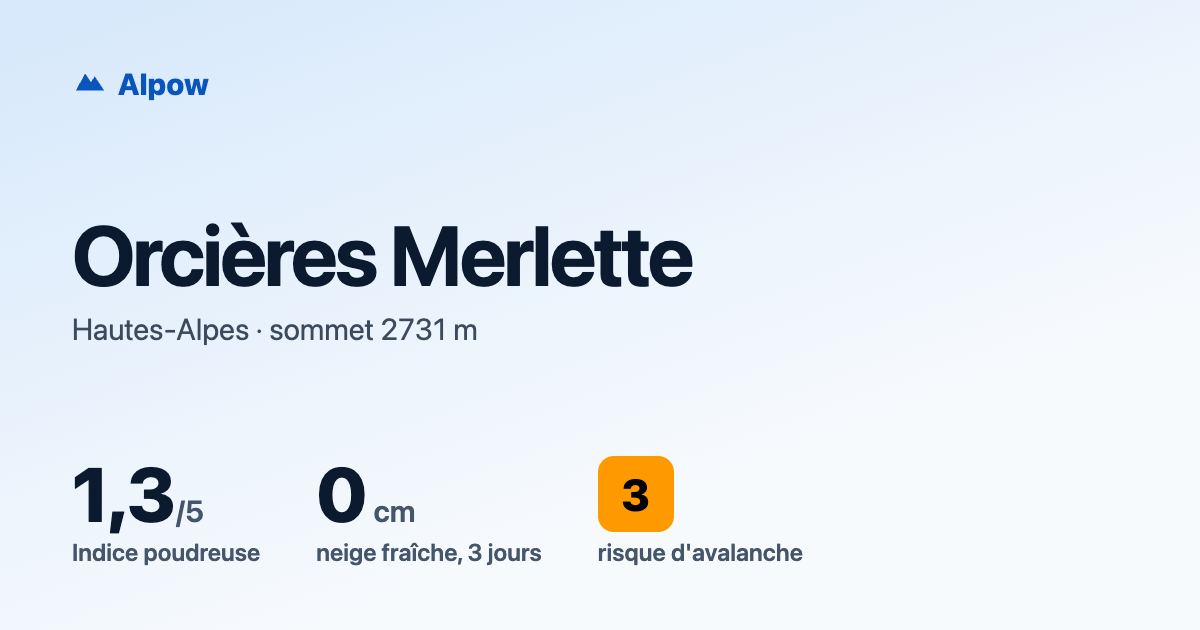 Alpow
Orcières Merlette
Hautes-Alpes · sommet 2731 m
1,3/5
Indice poudreuse
0 cm
neige fraîche, 3 jours
3
risque d'avalanche